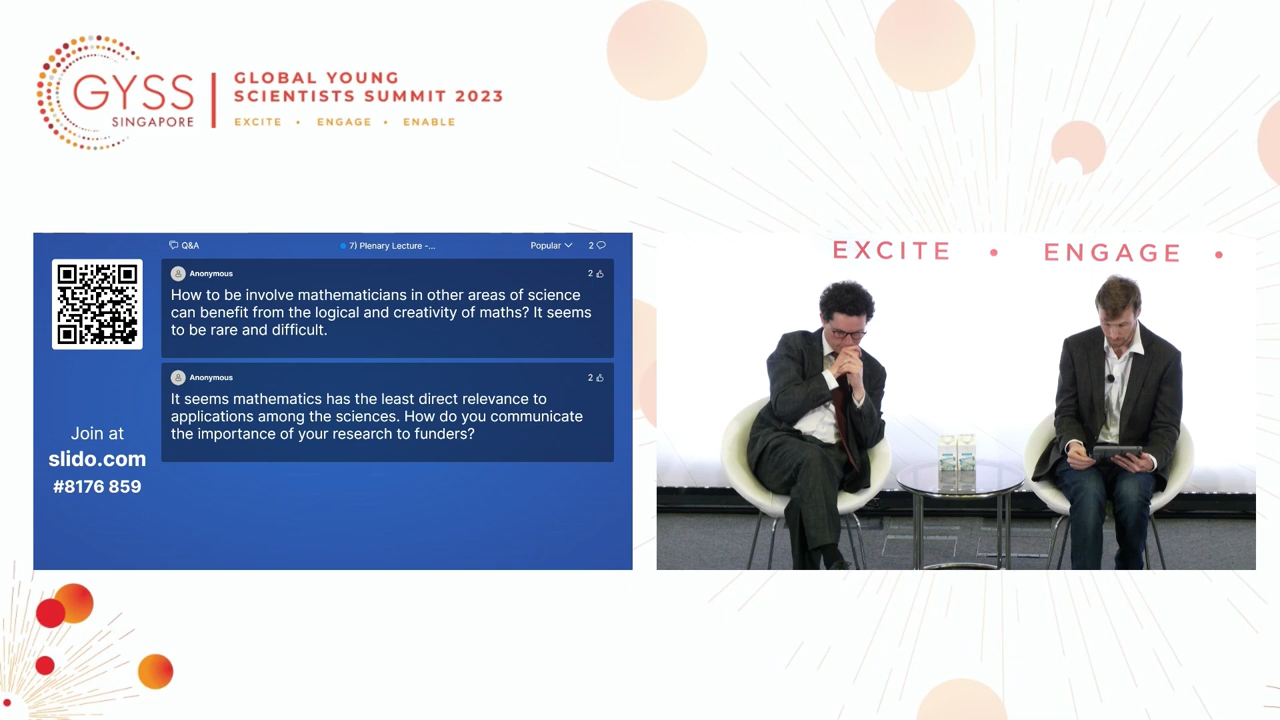 GYSS
SINGAPORE
GLOBAL YOUNG
SCIENTISTS SUMMIT 2023
EXCITE • ENGAGE • ENABLE
Q&A
7) Plenary Lecture -...
Popular
2
Anonymous
2
How to be involve mathematicians in other areas of science
can benefit from the logical and creativity of maths? It seems
to be rare and difficult.
Anonymous
2
It seems mathematics has the least direct relevance to
applications among the sciences. How do you communicate
the importance of your research to funders?
Join at
slido.com
#8176 859
EXCITE • ENGAGE •